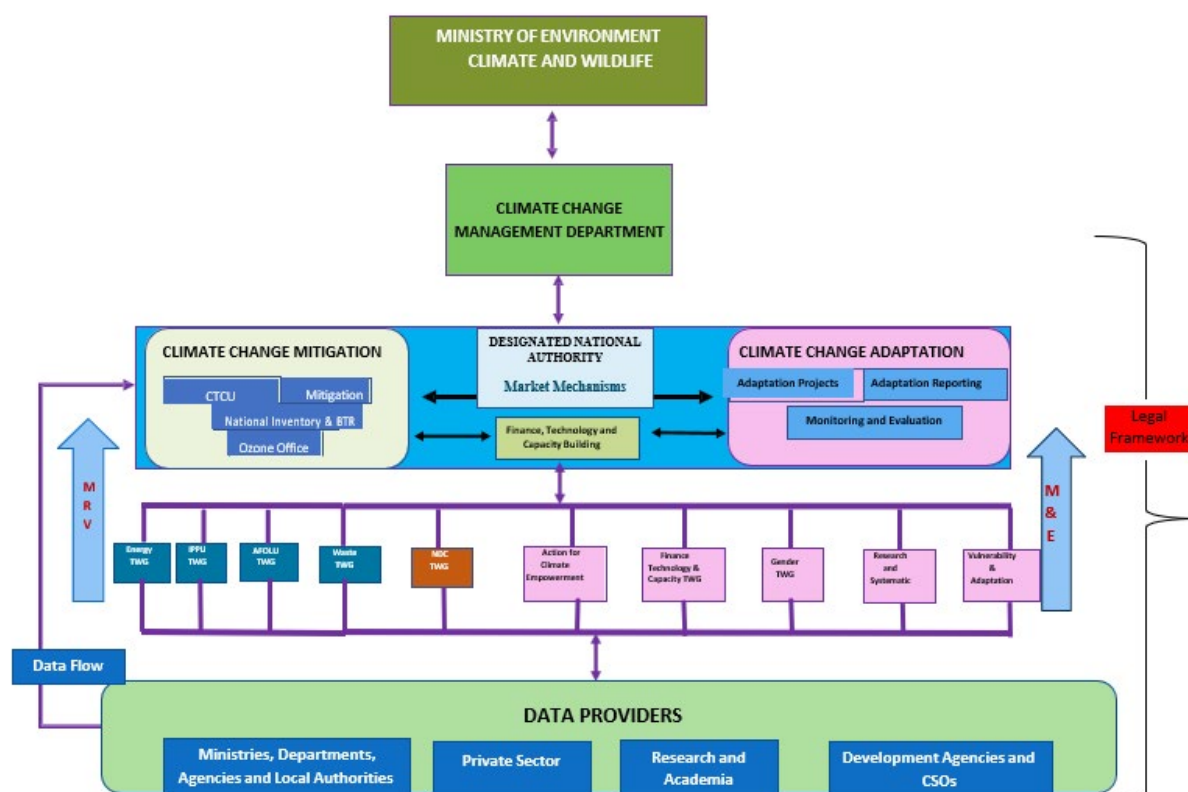 MINISTRY OF ENVIRONMENT
CLIMATE AND WILDLIFE
CLIMATE CHANGE
MANAGEMENT DEPARTMENT
CLIMATE CHANGE MITIGATION
CTCU
Mitigation
National Inventory & BTR
Ozone Office
DESIGNATED NATIONAL
AUTHORITY
Market Mechanisms
Finance, Technology and
Capacity Building
CLIMATE CHANGE ADAPTATION
Adaptation Projects
Adaptation Reporting
Monitoring and Evaluation
Legal
Framework
M
R
V
M
&
E
Energy
TWG
IPPU
TWG
AFOLU
TWG
Waste
TWG
NDC
TWG
Action for
Climate
Empowerment
Finance
Technology &
Capacity TWG
Gender
TWG
Research
and
Systematic
Vulnerability
&
Adaptation
Data Flow
DATA PROVIDERS
Ministries, Departments,
Agencies and Local Authorities
Private Sector
Research and
Academia
Development Agencies and
CSOs